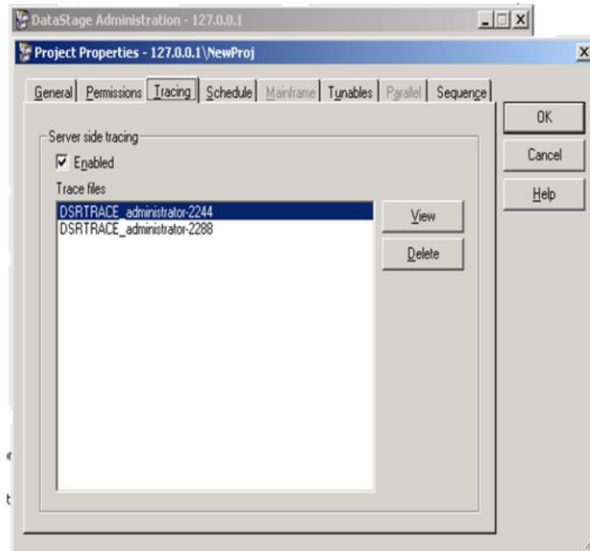 DataStage Administration - 127.0.0.1
Project Properties - 127.0.0.1\NewProj
General Permissions Tracing Schedule Mainframe Tunables Parallel Sequence
OK
Cancel
Help
Server side tracing
Enabled
Trace files
DSRTRACE_administrator-2244
DSRTRACE_administrator-2288
View
Delete